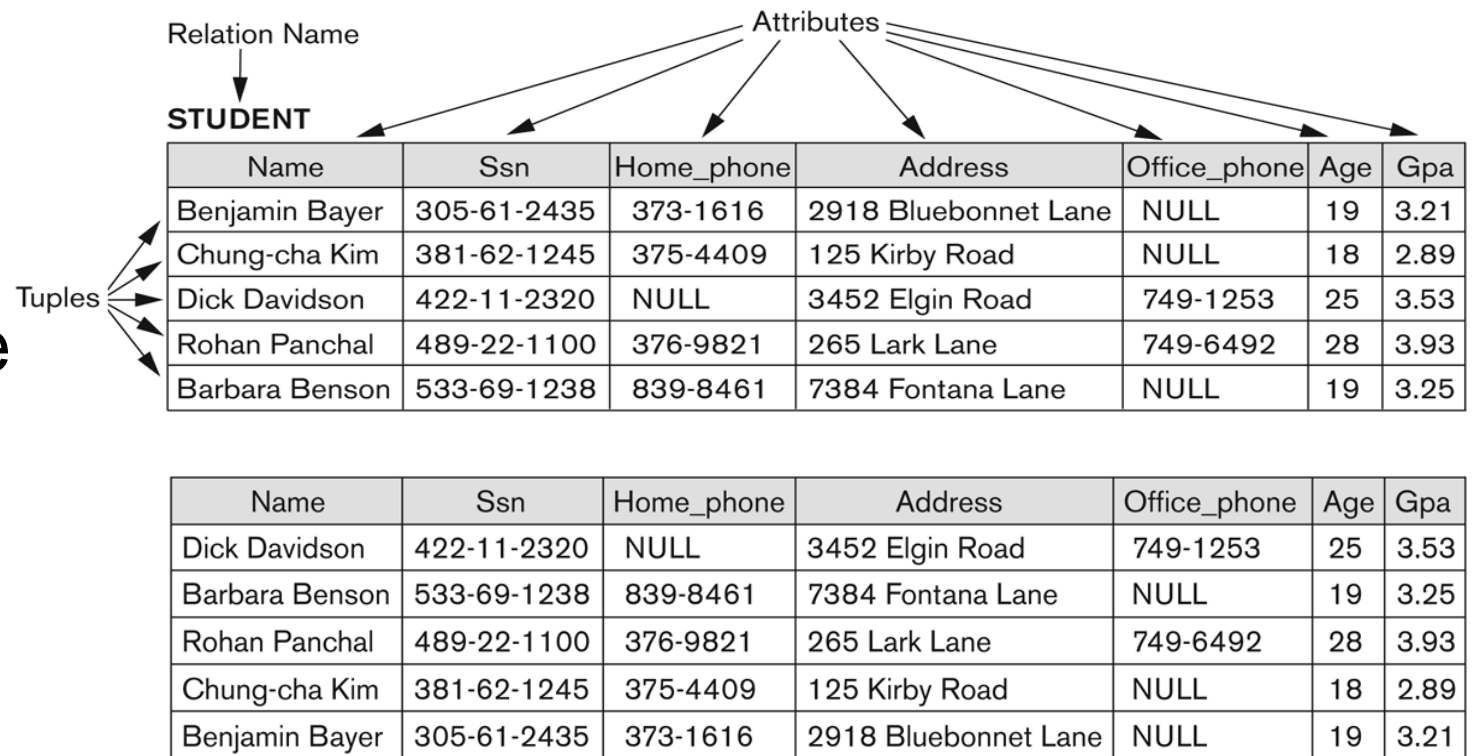 Attributes
Relation Name
STUDENT
Name Ssn Home_phone Address Office_phone Age Gpa
Benjamin Bayer 305-61-2435 373-1616 2918 Bluebonnet Lane NULL 19 3.21
Chung-cha Kim 381-62-1245 375-4409 125 Kirby Road NULL 18 2.89
Tuples Dick Davidson 422-11-2320 NULL 3452 Elgin Road 749-1253 25 3.53
e Rohan Panchal 489-22-1100 376-9821 265 Lark Lane 749-6492 28 3.93
Barbara Benson 533-69-1238 839-8461 7384 Fontana Lane NULL 19 3.25
Name Ssn Home_phone Address Office_phone Age Gpa
Dick Davidson 422-11-2320 NULL 3452 Elgin Road 749-1253 25 3.53
Barbara Benson 533-69-1238 839-8461 7384 Fontana Lane NULL 19 3.25
Rohan Panchal 489-22-1100 376-9821 265 Lark Lane 749-6492 28 3.93
Chung-cha Kim 381-62-1245 375-4409 125 Kirby Road NULL 18 2.89
Benjamin Bayer 305-61-2435 373-1616 2918 Bluebonnet Lane NULL 19 3.21